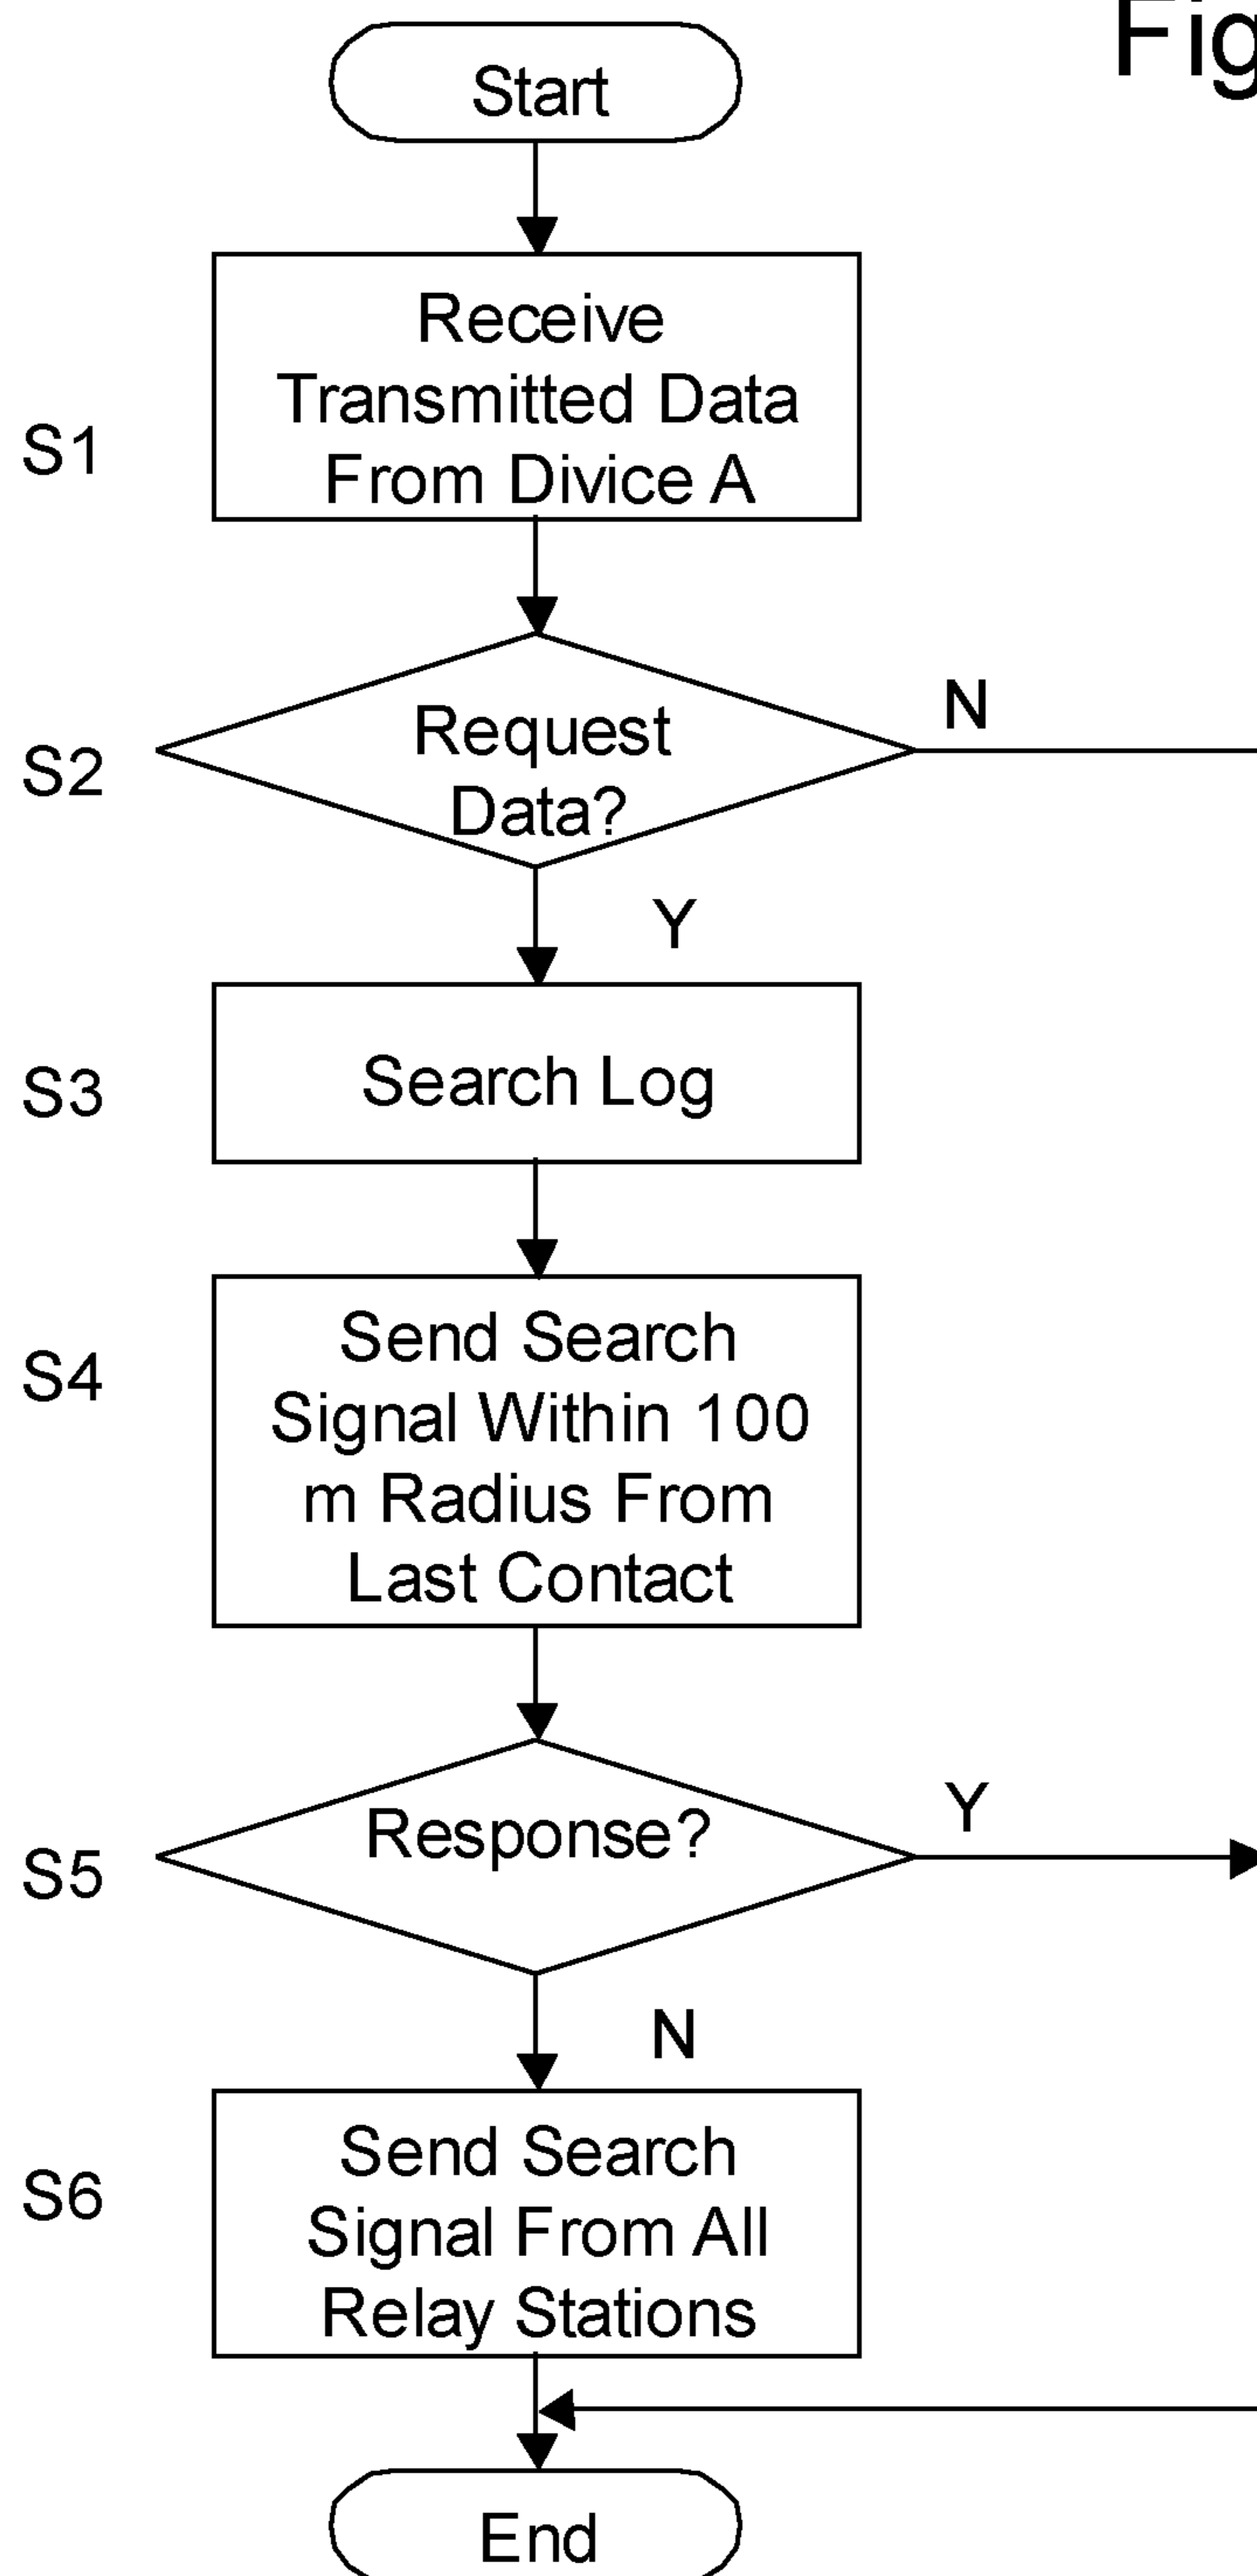 Fig
Start
S1
Receive
Transmitted Data
From Divice A
S2
Request
Data?
N
Y
S3
Search Log
S4
Send Search
Signal Within 100
m Radius From
Last Contact
S5
Response?
Y
N
S6
Send Search
Signal From All
Relay Stations
End